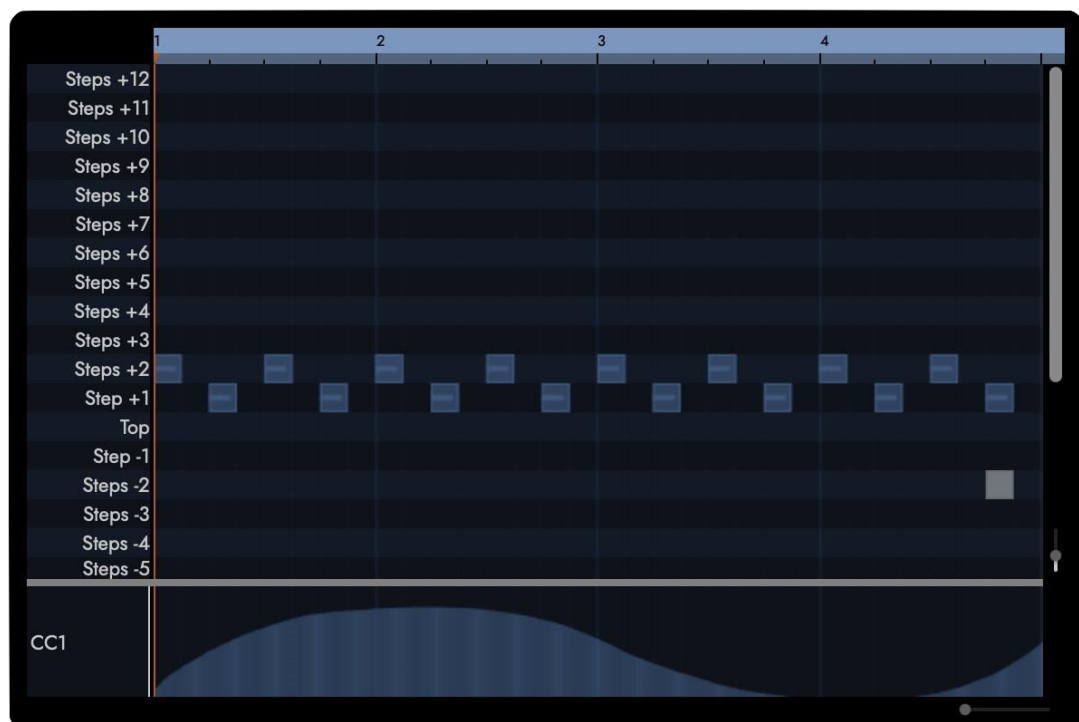 1 2 3 4
Steps +12
Steps +11
Steps +10
Steps +9
Steps +8
Steps +7
Steps +6
Steps +5
Steps +4
Steps +3
Steps +2
Step +1
Top
Step -1
Steps -2
Steps -3
Steps -4
Steps -5
CC1